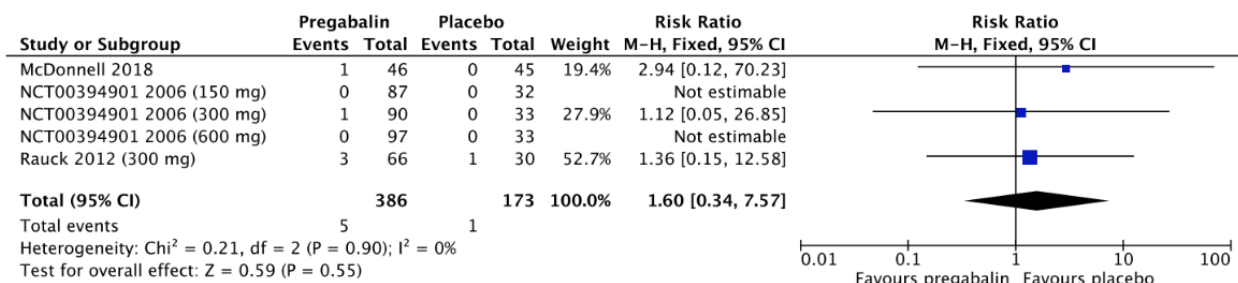 Pregabalin Placebo Risk Ratio Risk Ratio
Study or Subgroup Events Total Events Total Weight M-H, Fixed, 95% CI M-H, Fixed, 95% CI
McDonnell 2018 1 46 0 45 19.4% 2.94 [0.12, 70.23]
NCT00394901 2006 (150 mg) 0 87 0 32 Not estimable
NCT00394901 2006 (300 mg) 1 90 0 33 27.9% 1.12 [0.05, 26.85]
NCT00394901 2006 (600 mg) 0 97 0 33 Not estimable
Rauck 2012 (300 mg) 3 66 1 30 52.7% 1.36 [0.15, 12.58]
Total (95% CI) 386 173 100.0% 1.60 [0.34, 7.57]
Total events 5 1
Heterogeneity: Chi² = 0.21, df = 2 (P = 0.90); I² = 0%
Test for overall effect: Z = 0.59 (P = 0.55)
0.01 0.1 1 10 100
Favours pregabalin Favours placebo